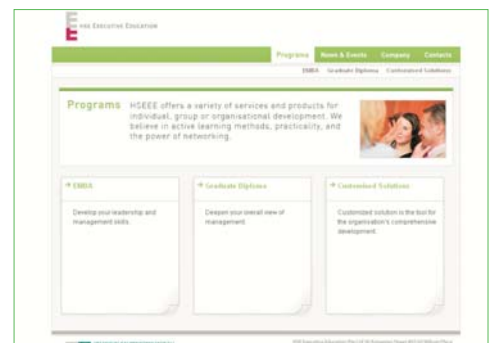 HSE EXECUTIVE EDUCATION
Programs News & Events Company Contacts
EMBA Graduate Diploma Customised Solutions
Programs
HSEEE offers a variety of services and products for
individual, group or organisational development. We
believe in active learning methods, practicality, and
the power of networking.
EMBA
Develop your leadership and
management skills.
Graduate Diploma
Deepen your overall view of
management.
Customised Solutions
Customized solution is the tool for
the organisation's comprehensive
development.